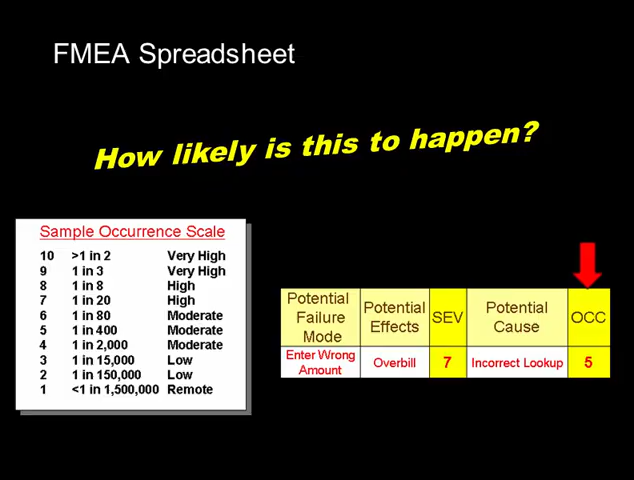 FMEA Spreadsheet
How likely is this to happen?
Sample Occurrence Scale
10 >1 in 2 Very High
9 1 in 3 Very High
8 1 in 8 High
7 1 in 20 High
6 1 in 80 Moderate
5 1 in 400 Moderate
4 1 in 2,000 Moderate
3 1 in 15,000 Low
2 1 in 150,000 Low
1 <1 in 1,500,000 Remote
Potential Failure Mode
Potential Effects
SEV
Potential Cause
OCC
Enter Wrong Amount
Overbill
7
Incorrect Lookup
5